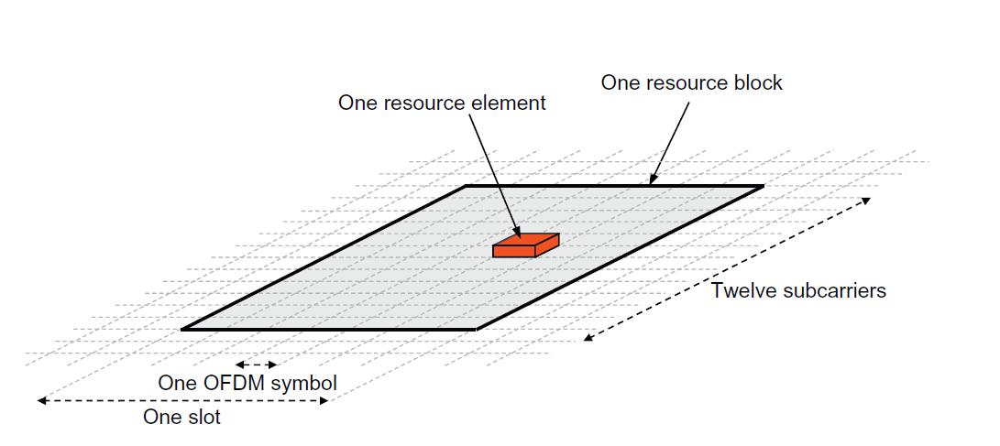 One resource block
One resource element
Twelve subcarriers
One OFDM symbol
One slot